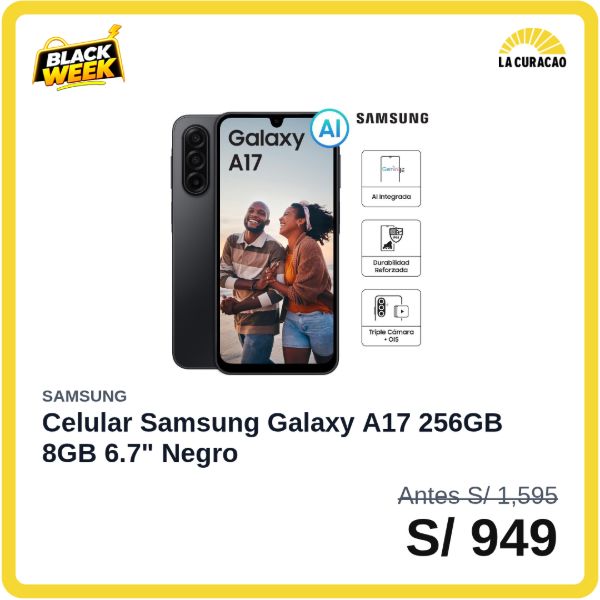 BLACK
WEEK
LA CURACAO
Galaxy
A17
AI
SAMSUNG
Gemini
AI Integrada
Durabilidad
Reforzada
Triple Cámara
+ OIS
SAMSUNG
Celular Samsung Galaxy A17 256GB
8GB 6.7" Negro
Antes S/ 1,595
S/ 949